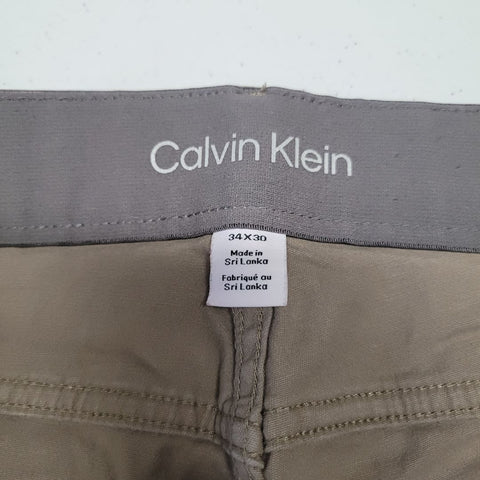 Calvin Klein
34X30
Made in
Sri Lanka
Fabriqué au
Sri Lanka